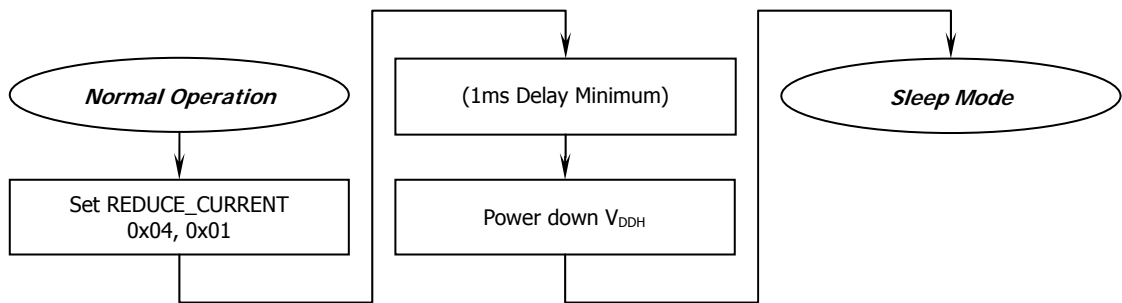 Normal Operation
Set REDUCE_CURRENT
0x04, 0x01
(1ms Delay Minimum)
Power down VDDH
Sleep Mode